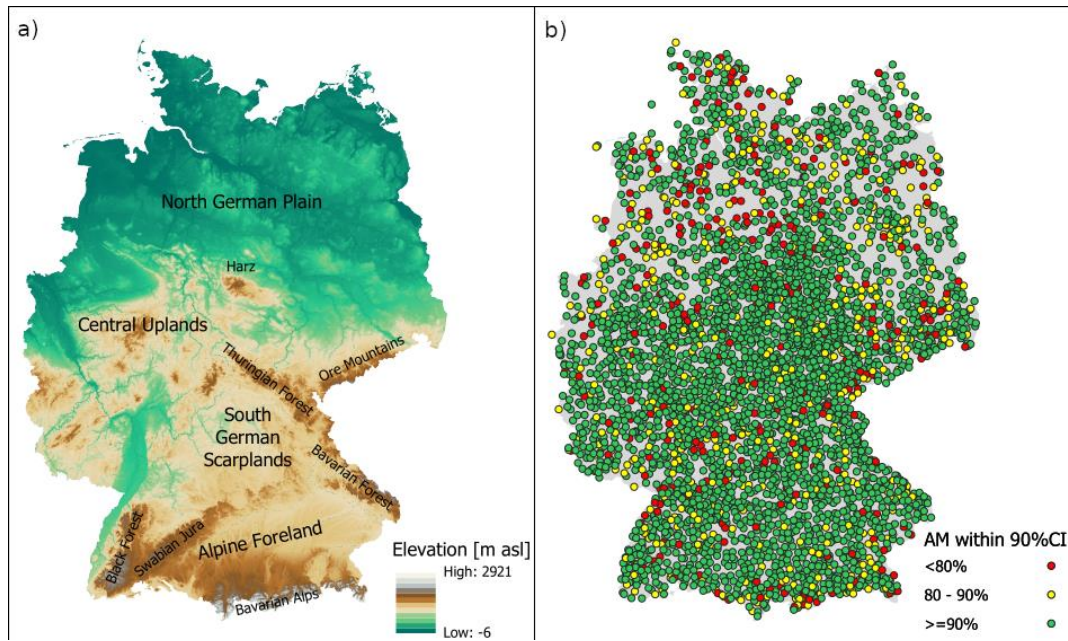 a)
North German Plain
Harz
Central Uplands
Thuringian Forest
Ore Mountains
South
German
Scarplands
Bavarian Forest
Black Forest
Swabian Jura
Alpine Foreland
Bavarian Alps
Elevation [m asl]
High: 2921
Low: -6
b)
AM within 90%CI
<80%
80 - 90%
>=90%